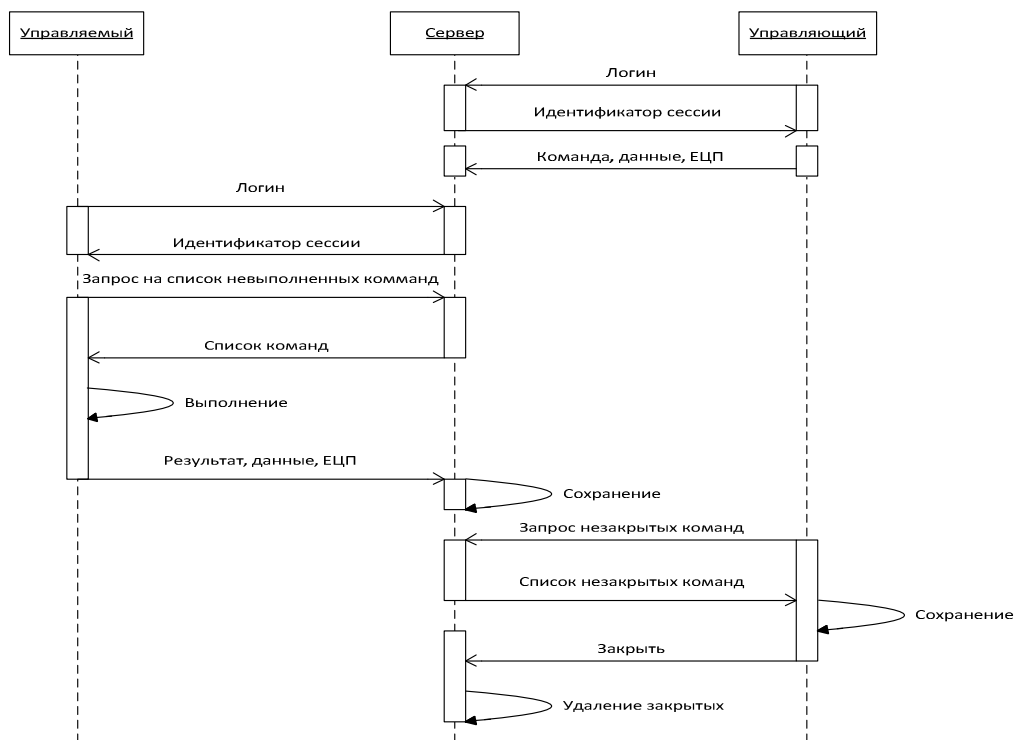 Управляемый
Сервер
Управляющий
Логин
Идентификатор сессии
Команда, данные, ЕЦП
Логин
Идентификатор сессии
Запрос на список невыполненных комманд
Список команд
Выполнение
Результат, данные, ЕЦП
Сохранение
Запрос незакрытых команд
Список незакрытых команд
Сохранение
Закрыть
Удаление закрытых